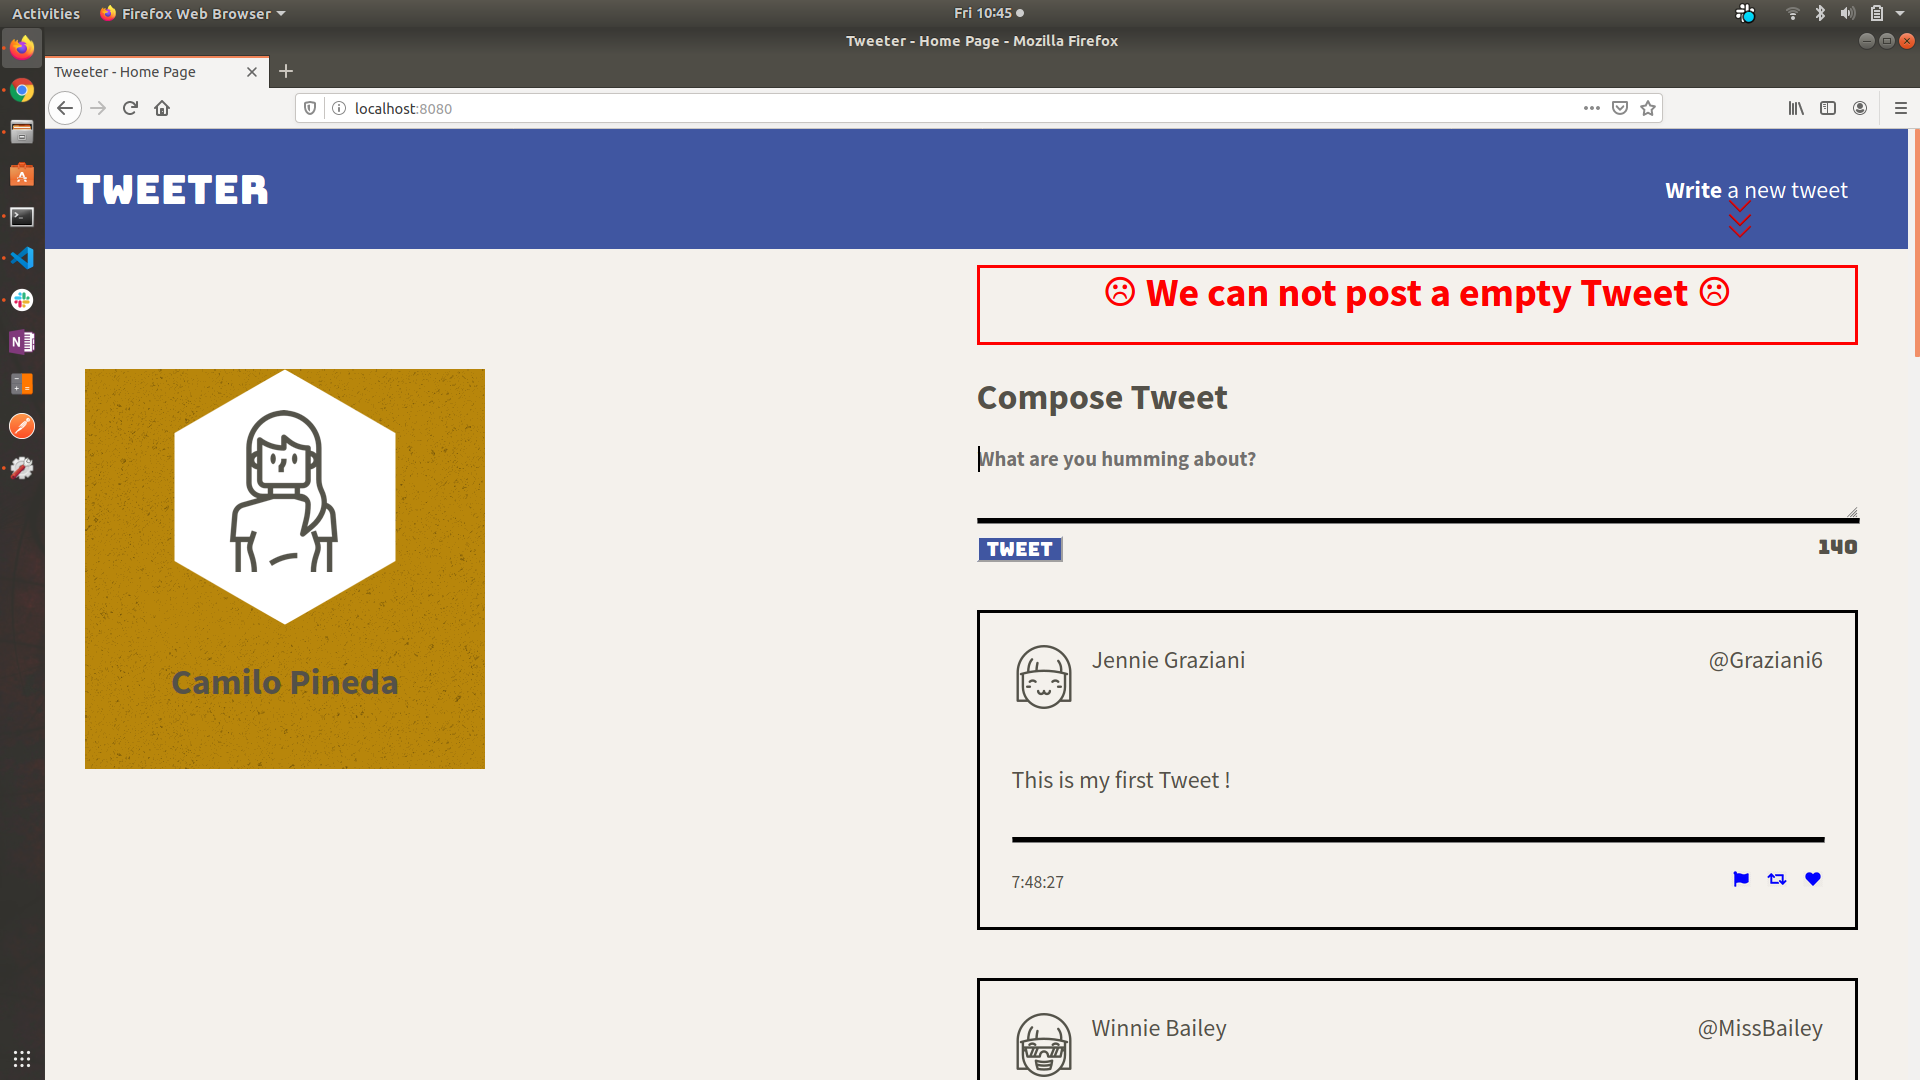 Activities
Firefox Web Browser
Fri 10:45
Tweeter - Home Page - Mozilla Firefox
Tweeter - Home Page
localhost:8080
TWEETER
Write a new tweet
☹ We can not post a empty Tweet ☹
Compose Tweet
What are you humming about?
TWEET
140
Camilo Pineda
Jennie Graziani
@Graziani6
This is my first Tweet !
7:48:27
Winnie Bailey
@MissBailey